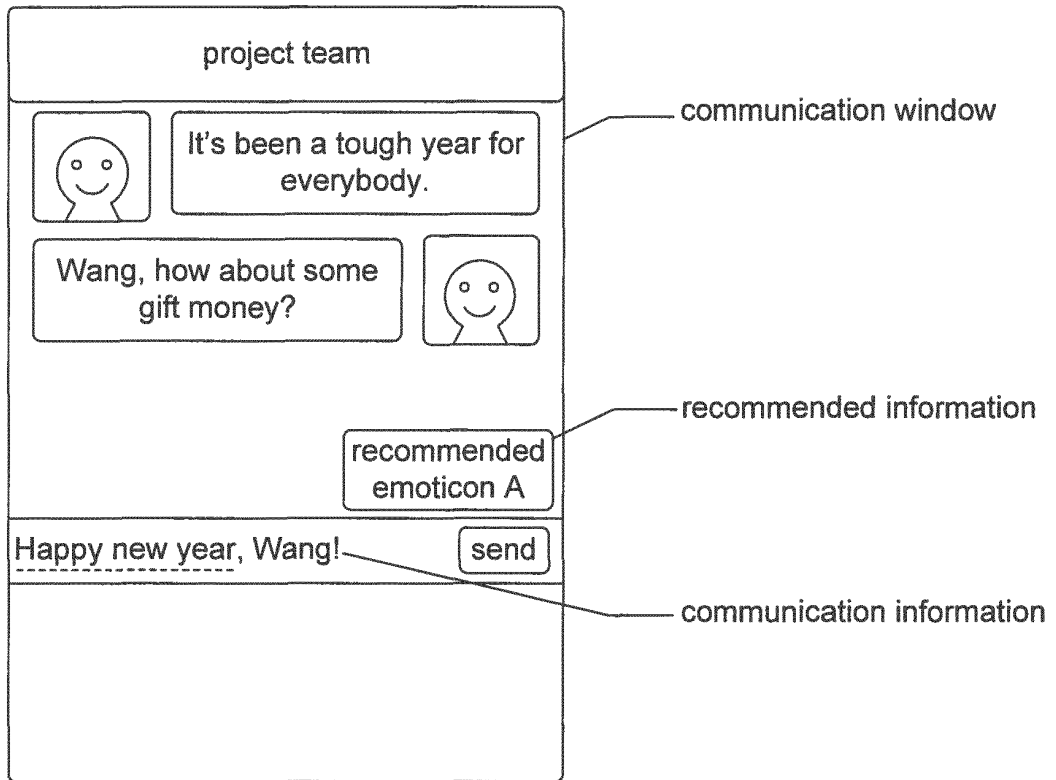 project team
communication window
It's been a tough year for
everybody.
Wang, how about some
gift money?
recommended information
recommended
emoticon A
Happy new year, Wang!
send
communication information